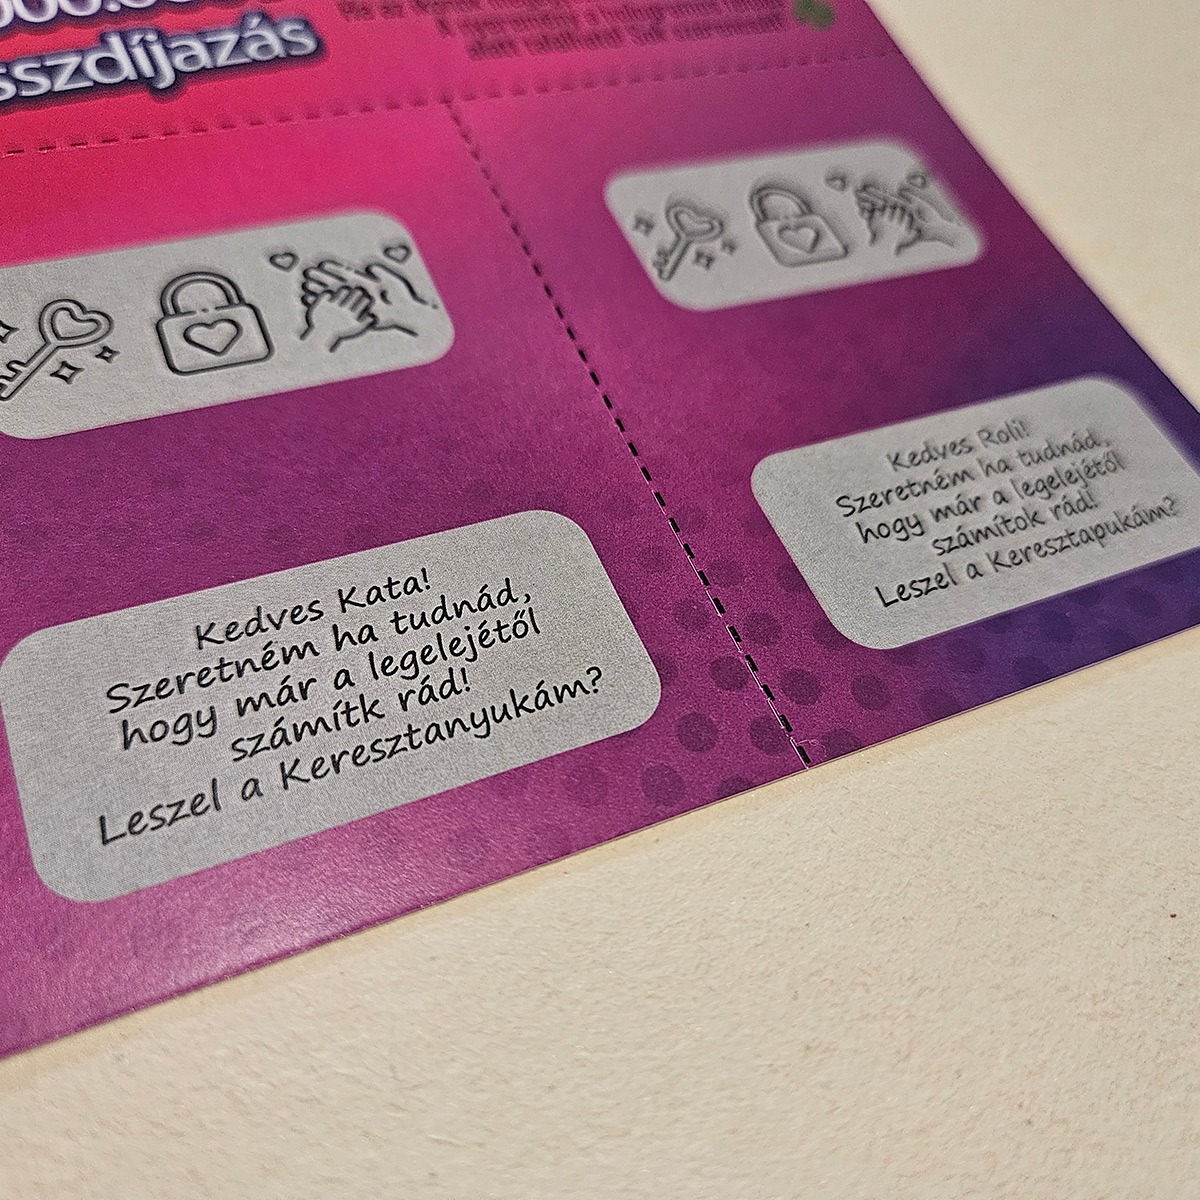 összdíjazás
Kedves Kata!
Szeretném ha tudnád,
hogy már a legelejétől
számítk rád!
Leszel a Keresztanyukám?
Kedves Roli!
Szeretném ha tudnád,
hogy már a legelejétől
számítok rád!
Leszel a Keresztapukám?